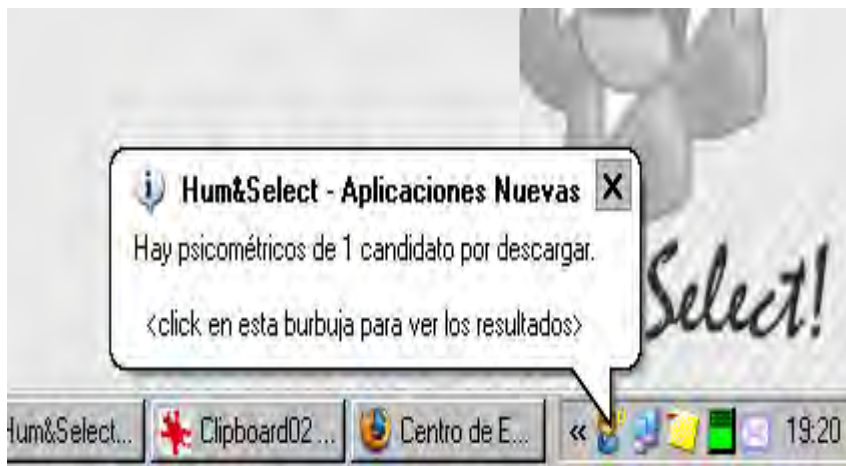 Hum&Select - Aplicaciones Nuevas X
Hay psicométricos de 1 candidato por descargar.
<click en esta burbuja para ver los resultados>
Select!
Hum&Select... Clipboard02 ... Centro de E... « 19:20